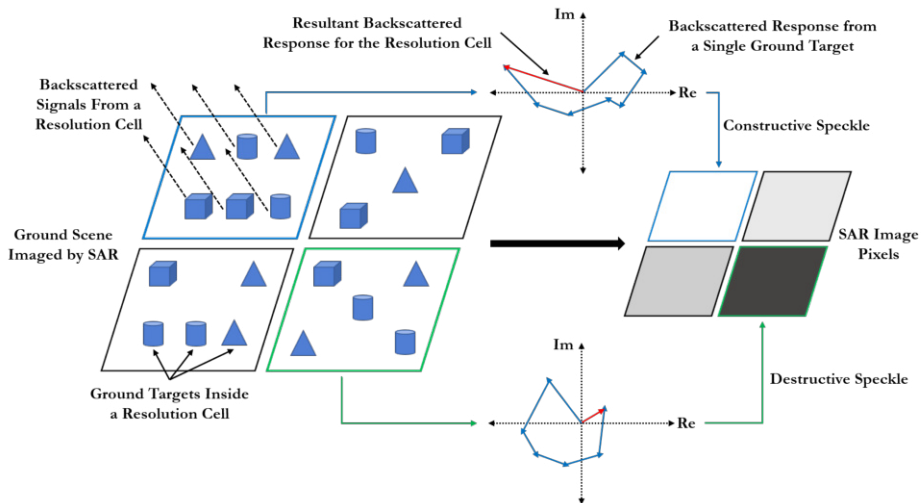 Resultant Backscattered
Response for the Resolution Cell
Im
Backscattered Response from
a Single Ground Target
Backscattered
Signals From a
Resolution Cell
Re
Constructive Speckle
Ground Scene
Imaged by SAR
SAR Image
Pixels
Im
Destructive Speckle
Ground Targets Inside
a Resolution Cell
Re